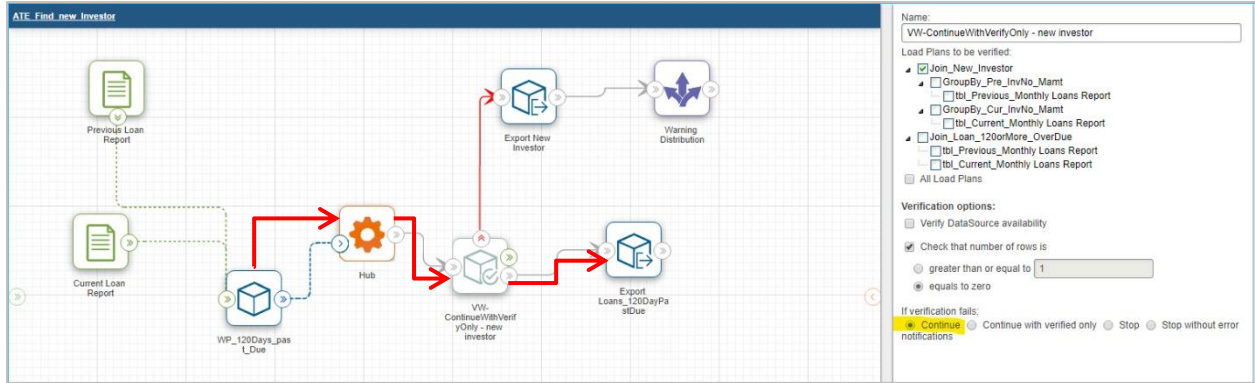 ATE_Find_new_Investor
Previous Loan
Report
Export New
Investor
Warning
Distribution
Current Loan
Report
Hub
WP_120Days_pas
t_Due
VW-
ContinueWithVerif
yOnly - new
investor
Export
Loans_120DayPa
stDue
Name:
VW-ContinueWithVerifyOnly - new investor
Load Plans to be verified:
Join_New_Investor
GroupBy_Pre_InvNo_Mamt
tbl_Previous_Monthly Loans Report
GroupBy_Cur_InvNo_Mamt
tbl_Current_Monthly Loans Report
Join_Loan_120orMore_OverDue
tbl_Previous_Monthly Loans Report
tbl_Current_Monthly Loans Report
All Load Plans
Verification options:
Verify DataSource availability
Check that number of rows is
greater than or equal to 1
equals to zero
If verification fails:
Continue Continue with verified only Stop Stop without error
notifications